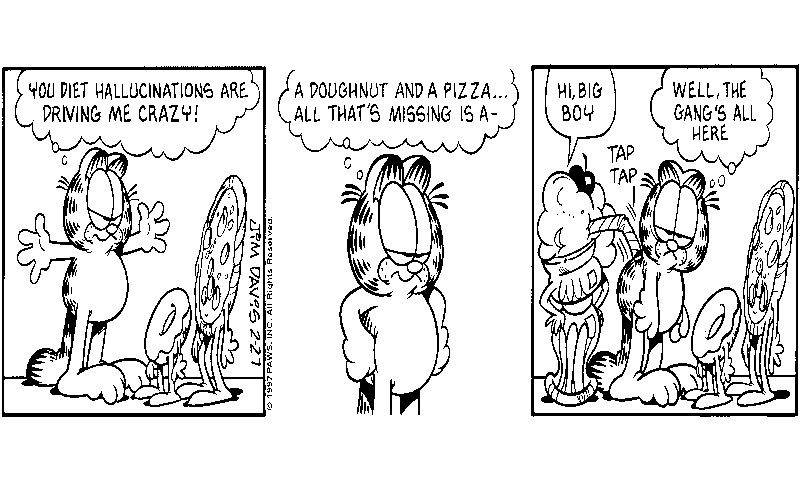 YOU DIET HALLUCINATIONS ARE
DRIVING ME CRAZY!
JIM DAVIS 2-27
© 1997 PAWS, INC. All Rights Reserved.
A DOUGHNUT AND A PIZZA...
ALL THAT'S MISSING IS A-
HI, BIG
BOY
TAP
TAP
WELL, THE
GANG'S ALL
HERE